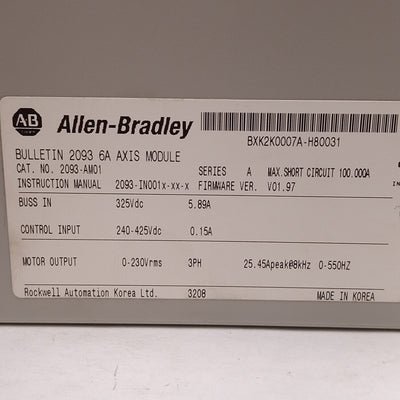 AB Allen-Bradley
BXK2K0007A-H80031
BULLETIN 2093 6A AXIS MODULE
CAT. NO. 2093-AM01 SERIES A MAX.SHORT CIRCUIT 100.000A
INSTRUCTION MANUAL 2093-IN001x-xx-x FIRMWARE VER. V01.97
BUSS IN 325Vdc 5.89A
CONTROL INPUT 240-425Vdc 0.15A
MOTOR OUTPUT 0-230Vrms 3PH 25.45Apeak@8kHz 0-550HZ
Rockwell Automation Korea Ltd. 3208 MADE IN KOREA